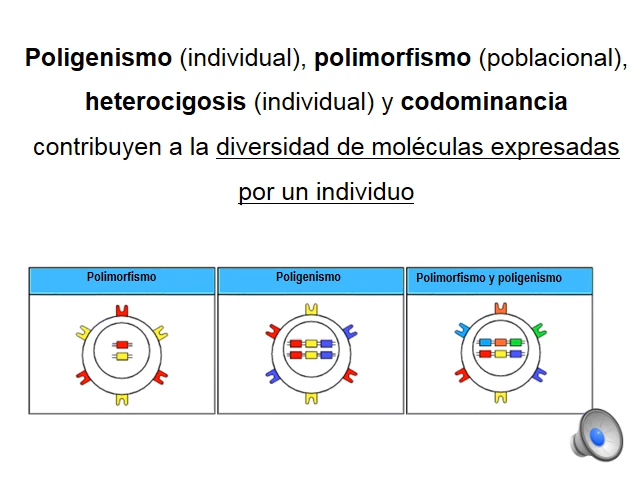 Poligenismo (individual), polimorfismo (poblacional),
heterocigosis (individual) y codominancia
contribuyen a la diversidad de moléculas expresadas
por un individuo
Polimorfismo
Poligenismo
Polimorfismo y poligenismo